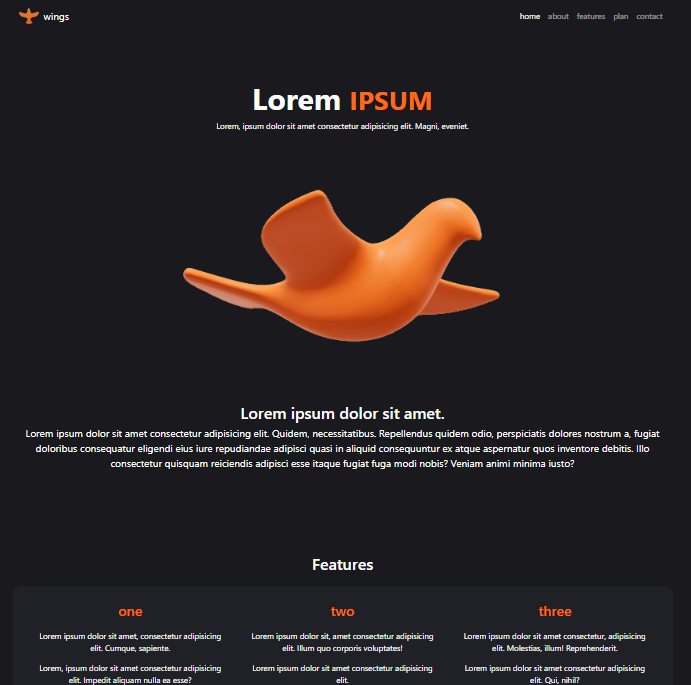 wings
home about features plan contact
Lorem IPSUM
Lorem, ipsum dolor sit amet consectetur adipisicing elit. Magni, eveniet.
Lorem ipsum dolor sit amet.
Lorem ipsum dolor sit amet consectetur adipisicing elit. Quidem, necessitatibus. Repellendus quidem odio, perspiciatis dolores nostrum a, fugiat
doloribus consequatur eligendi eius iure repudiandae adipisci quasi in aliquid consequuntur ex atque aspernatur quos inventore debitis. Illo
consectetur quisquam reiciendis adipisci esse itaque fugiat fuga modi nobis? Veniam animi minima iusto?
Features
one
Lorem ipsum dolor sit amet, consectetur adipisicing
elit. Cumque, sapiente.
Lorem, ipsum dolor sit amet consectetur adipisicing
elit. Impedit aliquam nulla ea esse?
two
Lorem ipsum dolor sit, amet consectetur adipisicing
elit. Illum quo corporis voluptates!
Lorem ipsum dolor sit amet consectetur adipisicing
elit.
three
Lorem ipsum dolor sit amet consectetur, adipisicing
elit. Molestias, illum! Reprehenderit.
Lorem ipsum dolor sit amet consectetur adipisicing
elit. Qui, nihil?